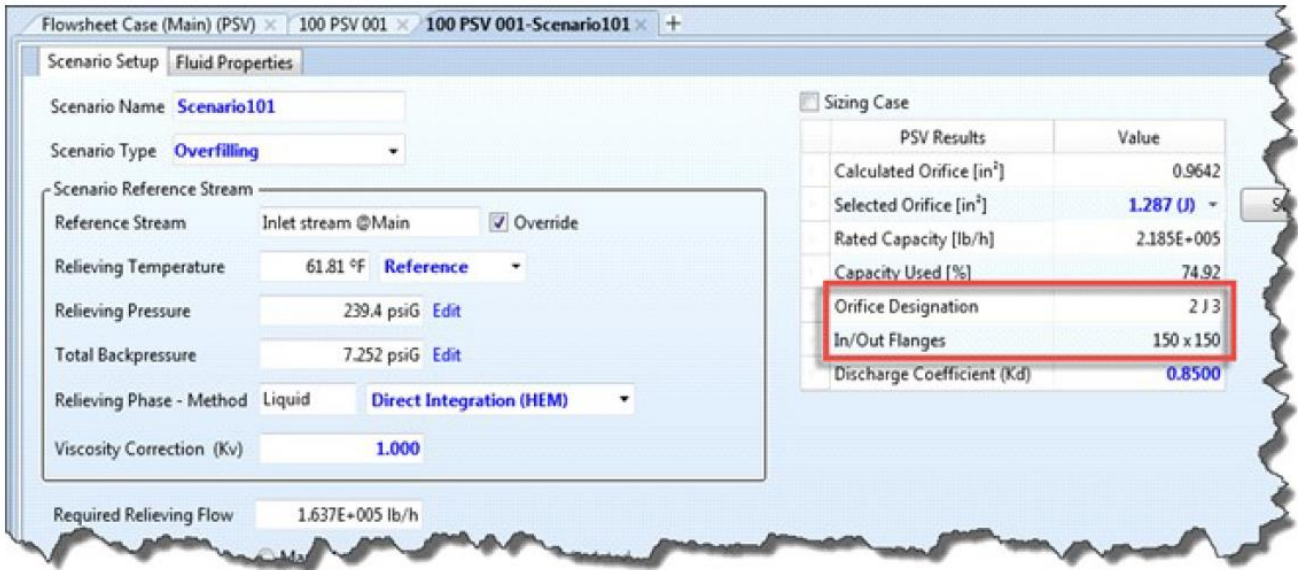 Flowsheet Case (Main) (PSV) × 100 PSV 001 × 100 PSV 001-Scenario101 × +
Scenario Setup Fluid Properties
Scenario Name Scenario101
Scenario Type Overfilling
Scenario Reference Stream
Reference Stream Inlet stream @Main Override
Relieving Temperature 61.81 °F Reference
Relieving Pressure 239.4 psiG Edit
Total Backpressure 7.252 psiG Edit
Relieving Phase - Method Liquid Direct Integration (HEM)
Viscosity Correction (Kv) 1.000
Required Relieving Flow 1.637E+005 lb/h
Sizing Case
PSV Results Value
Calculated Orifice [in²] 0.9642
Selected Orifice [in²] 1.287 (J)
Rated Capacity [lb/h] 2.185E+005
Capacity Used [%] 74.92
Orifice Designation 2 J 3
In/Out Flanges 150 x 150
Discharge Coefficient (Kd) 0.8500